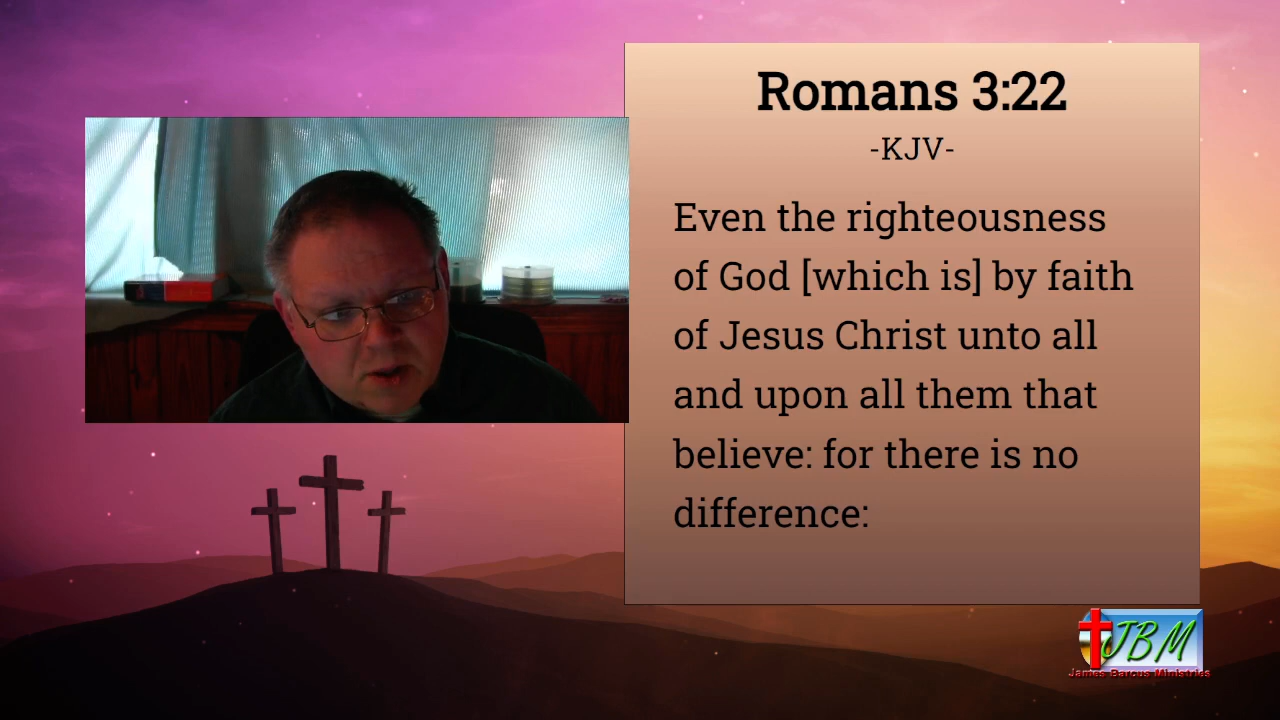 Romans 3:22
-KJV-
Even the righteousness
of God [which is] by faith
of Jesus Christ unto all
and upon all them that
believe: for there is no
difference:
JBM
James Barcus Ministries